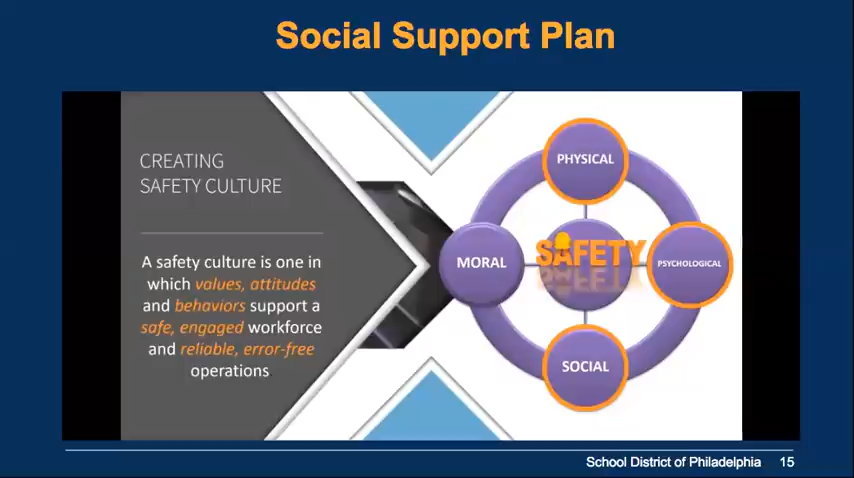 Social Support Plan
CREATING
SAFETY CULTURE
A safety culture is one in
which values, attitudes
and behaviors support a
safe, engaged workforce
and reliable, error-free
operations
PHYSICAL
MORAL
SAFETY
PSYCHOLOGICAL
SOCIAL
School District of Philadelphia 15